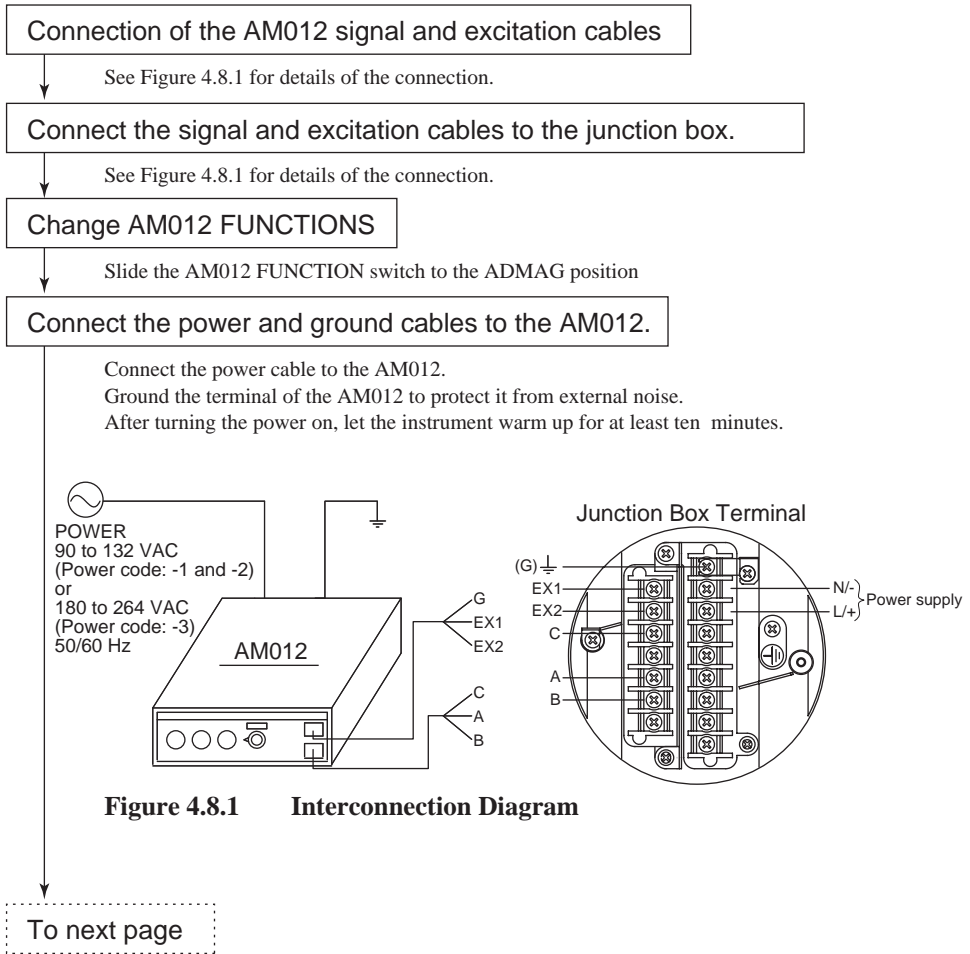 Connection of the AM012 signal and excitation cables
See Figure 4.8.1 for details of the connection.
Connect the signal and excitation cables to the junction box.
See Figure 4.8.1 for details of the connection.
Change AM012 FUNCTIONS
Slide the AM012 FUNCTION switch to the ADMAG position
Connect the power and ground cables to the AM012.
Connect the power cable to the AM012.
Ground the terminal of the AM012 to protect it from external noise.
After turning the power on, let the instrument warm up for at least ten minutes.
POWER
90 to 132 VAC
(Power code: -1 and -2)
or
180 to 264 VAC
(Power code: -3)
50/60 Hz
AM012
G
EX1
EX2
C
A
B
Junction Box Terminal
(G)
EX1
EX2
C
A
B
N/-
L/+
Power supply
Figure 4.8.1 Interconnection Diagram
To next page